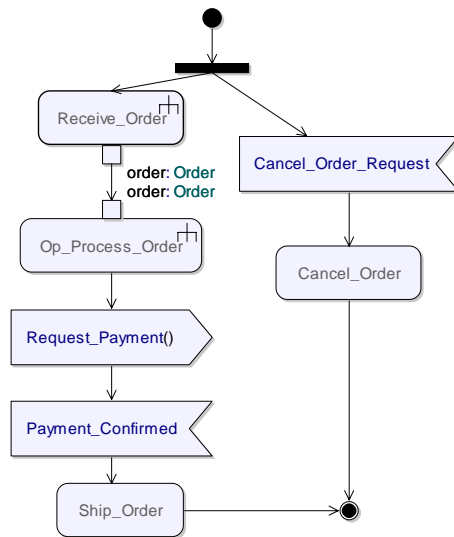 Receive_Order
order: Order
order: Order
Cancel_Order_Request
Op_Process_Order
Cancel_Order
Request_Payment()
Payment_Confirmed
Ship_Order